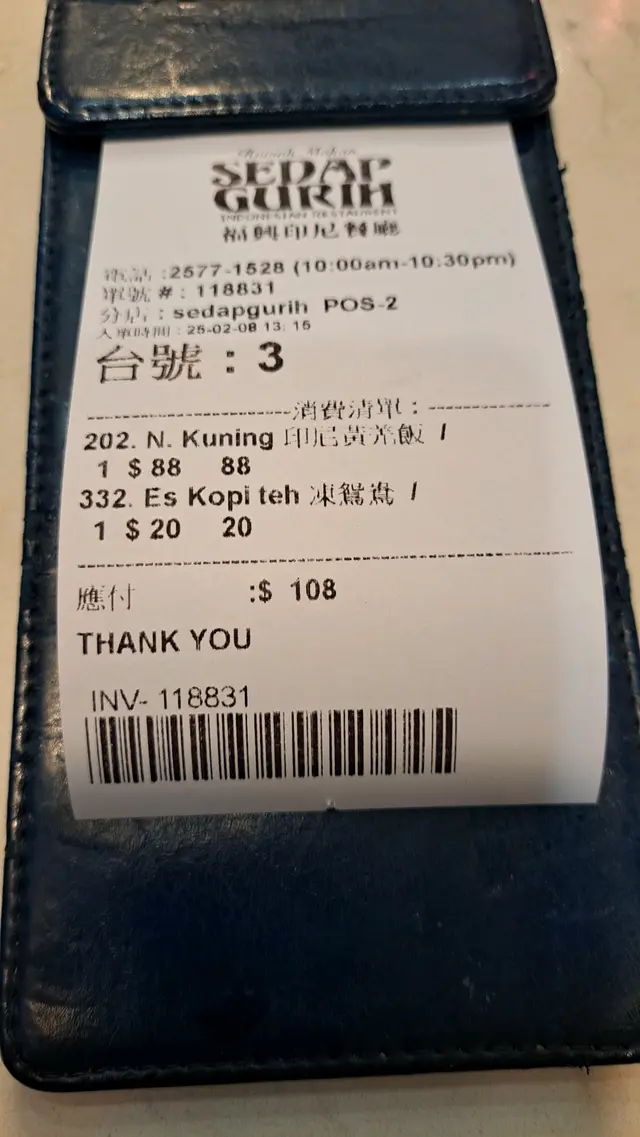 Rumah Makan
SEDAP
GURIH
INDONESIAN RESTAURANT
福興印尼餐廳
電話 :2577-1528 (10:00am-10:30pm)
單號 # : 118831
分店 : sedapgurih POS-2
入單時間 : 25-02-08 13: 15
台號 : 3
--------------------消費清單 : ------------
202. N. Kuning 印尼黃羌飯 /
1 $ 88 88
332. Es Kopi teh 凍鴛鴦 /
1 $ 20 20
應付 :$ 108
THANK YOU
INV- 118831